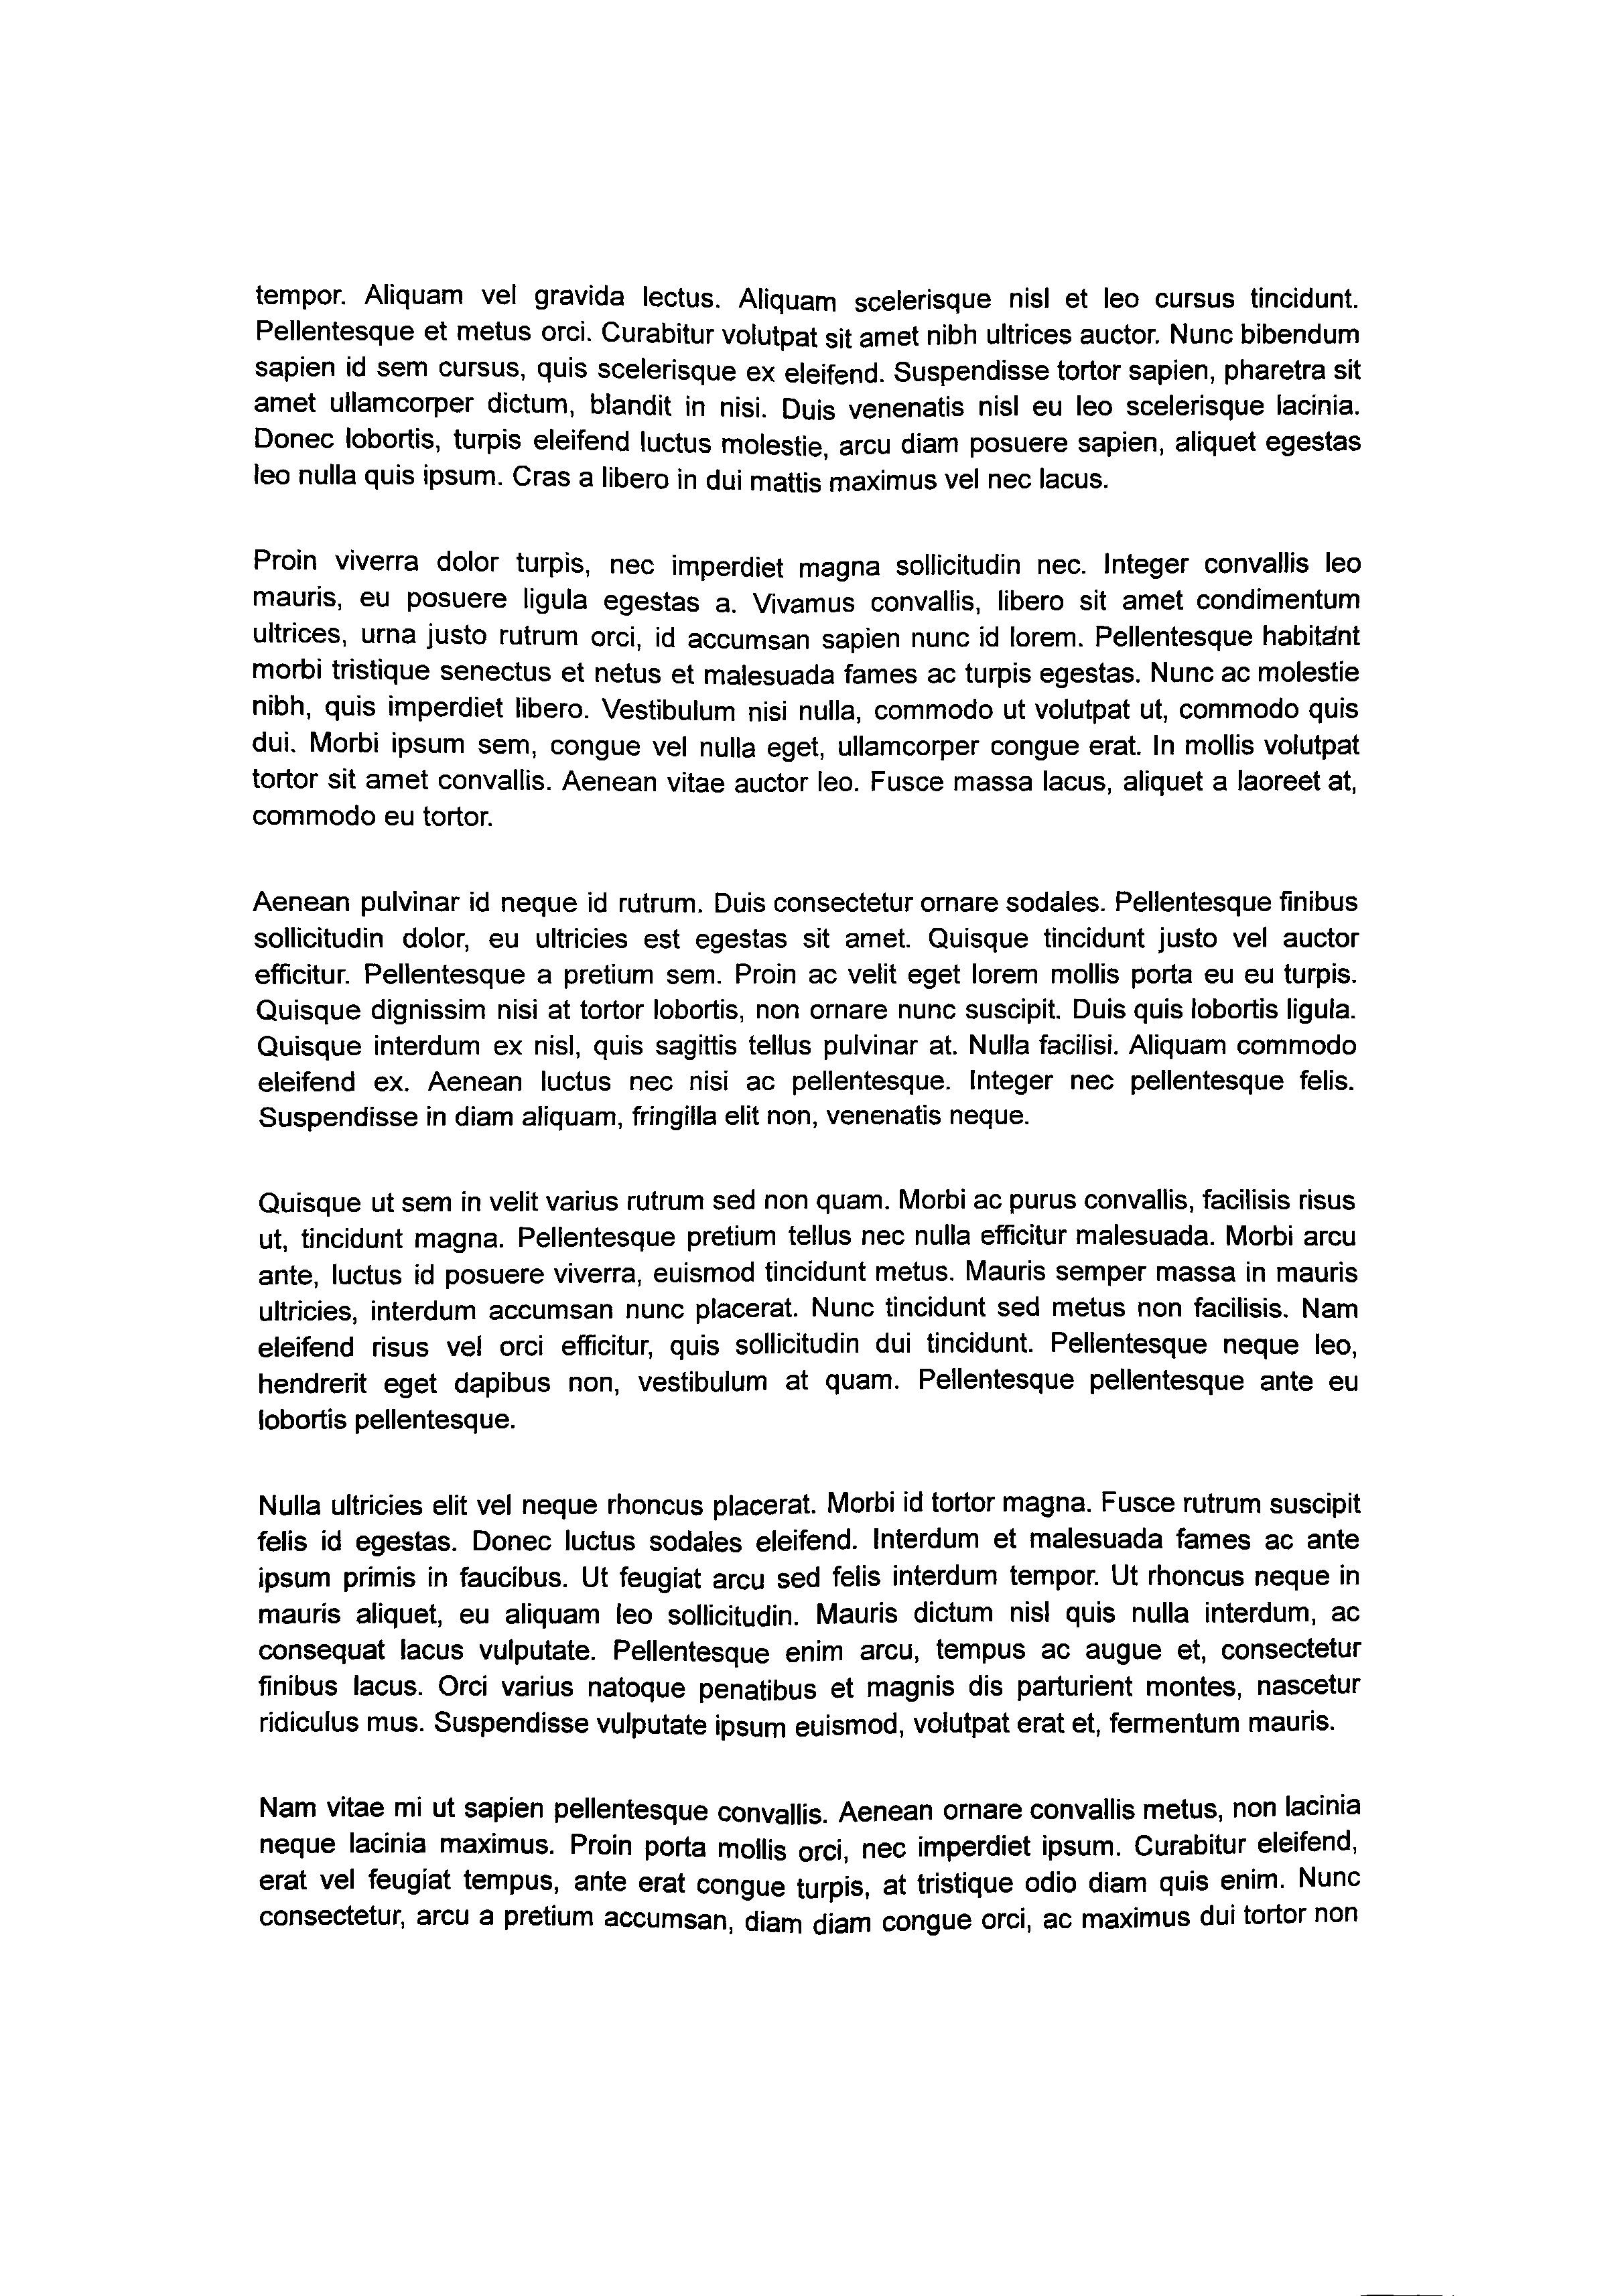 tempor. Aliquam vel gravida lectus. Aliquam scelerisque nisl et leo cursus tincidunt.
Pellentesque et metus orci. Curabitur volutpat sit amet nibh ultrices auctor. Nunc bibendum
sapien id sem cursus, quis scelerisque ex eleifend. Suspendisse tortor sapien, pharetra sit
amet ullamcorper dictum, blandit in nisi. Duis venenatis nisl eu leo scelerisque lacinia.
Donec lobortis, turpis eleifend luctus molestie, arcu diam posuere sapien, aliquet egestas
leo nulla quis ipsum. Cras a libero in dui mattis maximus vel nec lacus.

Proin viverra dolor turpis, nec imperdiet magna sollicitudin nec. Integer convallis leo
mauris, eu posuere ligula egestas a. Vivamus convallis, libero sit amet condimentum
ultrices, urna justo rutrum orci, id accumsan sapien nunc id lorem. Pellentesque habitant
morbi tristique senectus et netus et malesuada fames ac turpis egestas. Nunc ac molestie
nibh, quis imperdiet libero. Vestibulum nisi nulla, commodo ut volutpat ut, commodo quis
dui. Morbi ipsum sem, congue vel nulla eget, ullamcorper congue erat. In mollis volutpat
tortor sit amet convallis. Aenean vitae auctor leo. Fusce massa lacus, aliquet a laoreet at,
commodo eu tortor.

Aenean pulvinar id neque id rutrum. Duis consectetur ornare sodales. Pellentesque finibus
sollicitudin dolor, eu ultricies est egestas sit amet. Quisque tincidunt justo vel auctor
efficitur. Pellentesque a pretium sem. Proin ac velit eget lorem mollis porta eu eu turpis.
Quisque dignissim nisi at tortor lobortis, non ornare nunc suscipit. Duis quis lobortis ligula.
Quisque interdum ex nisl, quis sagittis tellus pulvinar at. Nulla facilisi. Aliquam commodo
eleifend ex. Aenean luctus nec nisi ac pellentesque. Integer nec pellentesque felis.
Suspendisse in diam aliquam, fringilla elit non, venenatis neque.

Quisque ut sem in velit varius rutrum sed non quam. Morbi ac purus convallis, facilisis risus
ut, tincidunt magna. Pellentesque pretium tellus nec nulla efficitur malesuada. Morbi arcu
ante, luctus id posuere viverra, euismod tincidunt metus. Mauris semper massa in mauris
ultricies, interdum accumsan nunc placerat. Nunc tincidunt sed metus non facilisis. Nam
eleifend risus vel orci efficitur, quis sollicitudin dui tincidunt. Pellentesque neque leo,
hendrerit eget dapibus non, vestibulum at quam. Pellentesque pellentesque ante eu
lobortis pellentesque.

Nulla ultricies elit vel neque rhoncus placerat. Morbi id tortor magna. Fusce rutrum suscipit
felis id egestas. Donec luctus sodales eleifend. Interdum et malesuada fames ac ante
ipsum primis in faucibus. Ut feugiat arcu sed felis interdum tempor. Ut rhoncus neque in
mauris aliquet, eu aliquam leo sollicitudin. Mauris dictum nisl quis nulla interdum, ac
consequat lacus vulputate. Pellentesque enim arcu, tempus ac augue et, consectetur
finibus lacus. Orci varius natoque penatibus et magnis dis parturient montes, nascetur
ridiculus mus. Suspendisse vulputate ipsum euismod, volutpat erat et, fermentum mauris.

Nam vitae mi ut sapien pellentesque convallis. Aenean ornare convallis metus, non lacinia
neque lacinia maximus. Proin porta mollis orci, nec imperdiet ipsum. Curabitur eleifend,
erat vel feugiat tempus, ante erat congue turpis, at tristique odio diam quis enim. Nunc
consectetur, arcu a pretium accumsan, diam diam congue orci, ac maximus dui tortor non